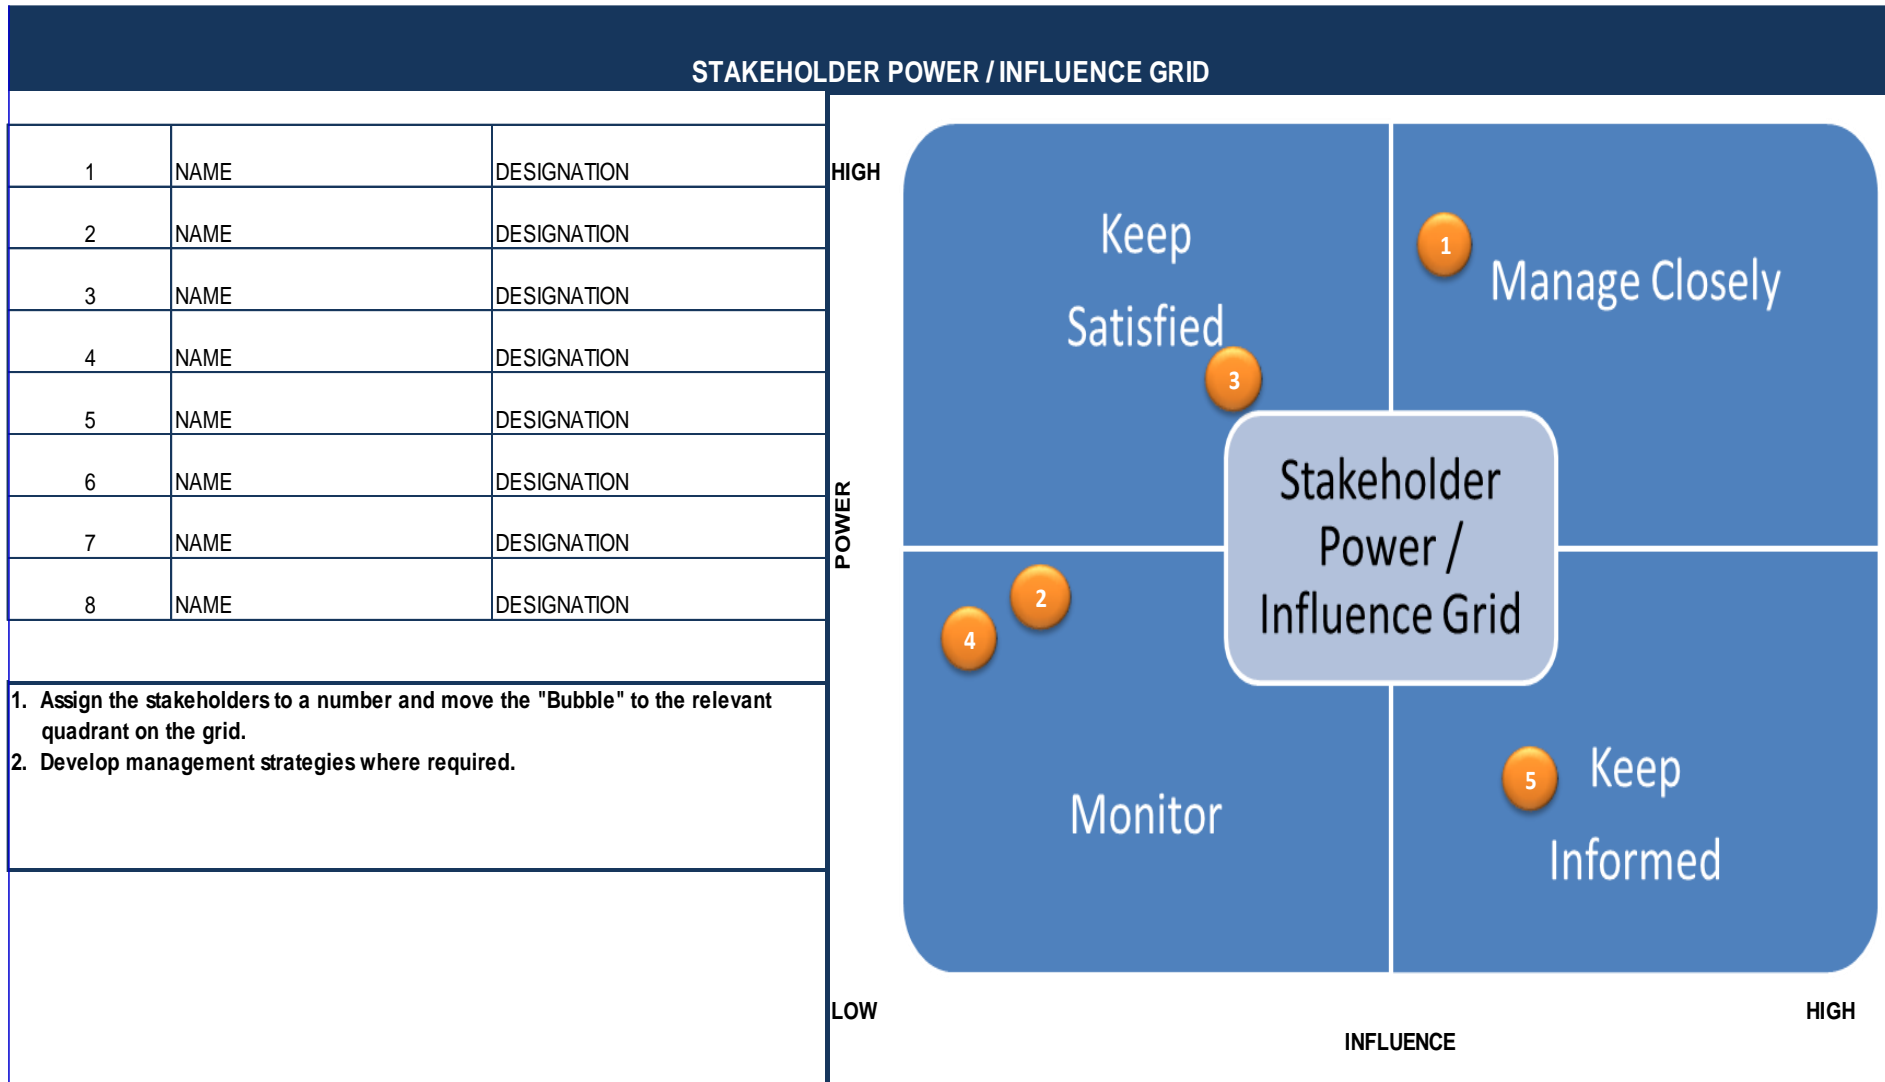 STAKEHOLDER POWER / INFLUENCE GRID
1 NAME DESIGNATION
2 NAME DESIGNATION
3 NAME DESIGNATION
4 NAME DESIGNATION
5 NAME DESIGNATION
6 NAME DESIGNATION
7 NAME DESIGNATION
8 NAME DESIGNATION
1. Assign the stakeholders to a number and move the "Bubble" to the relevant
quadrant on the grid.
2. Develop management strategies where required.
HIGH
POWER
LOW
Keep
Satisfied
3
1
Manage Closely
Stakeholder
Power /
Influence Grid
2
4
Monitor
5
Keep
Informed
HIGH
INFLUENCE